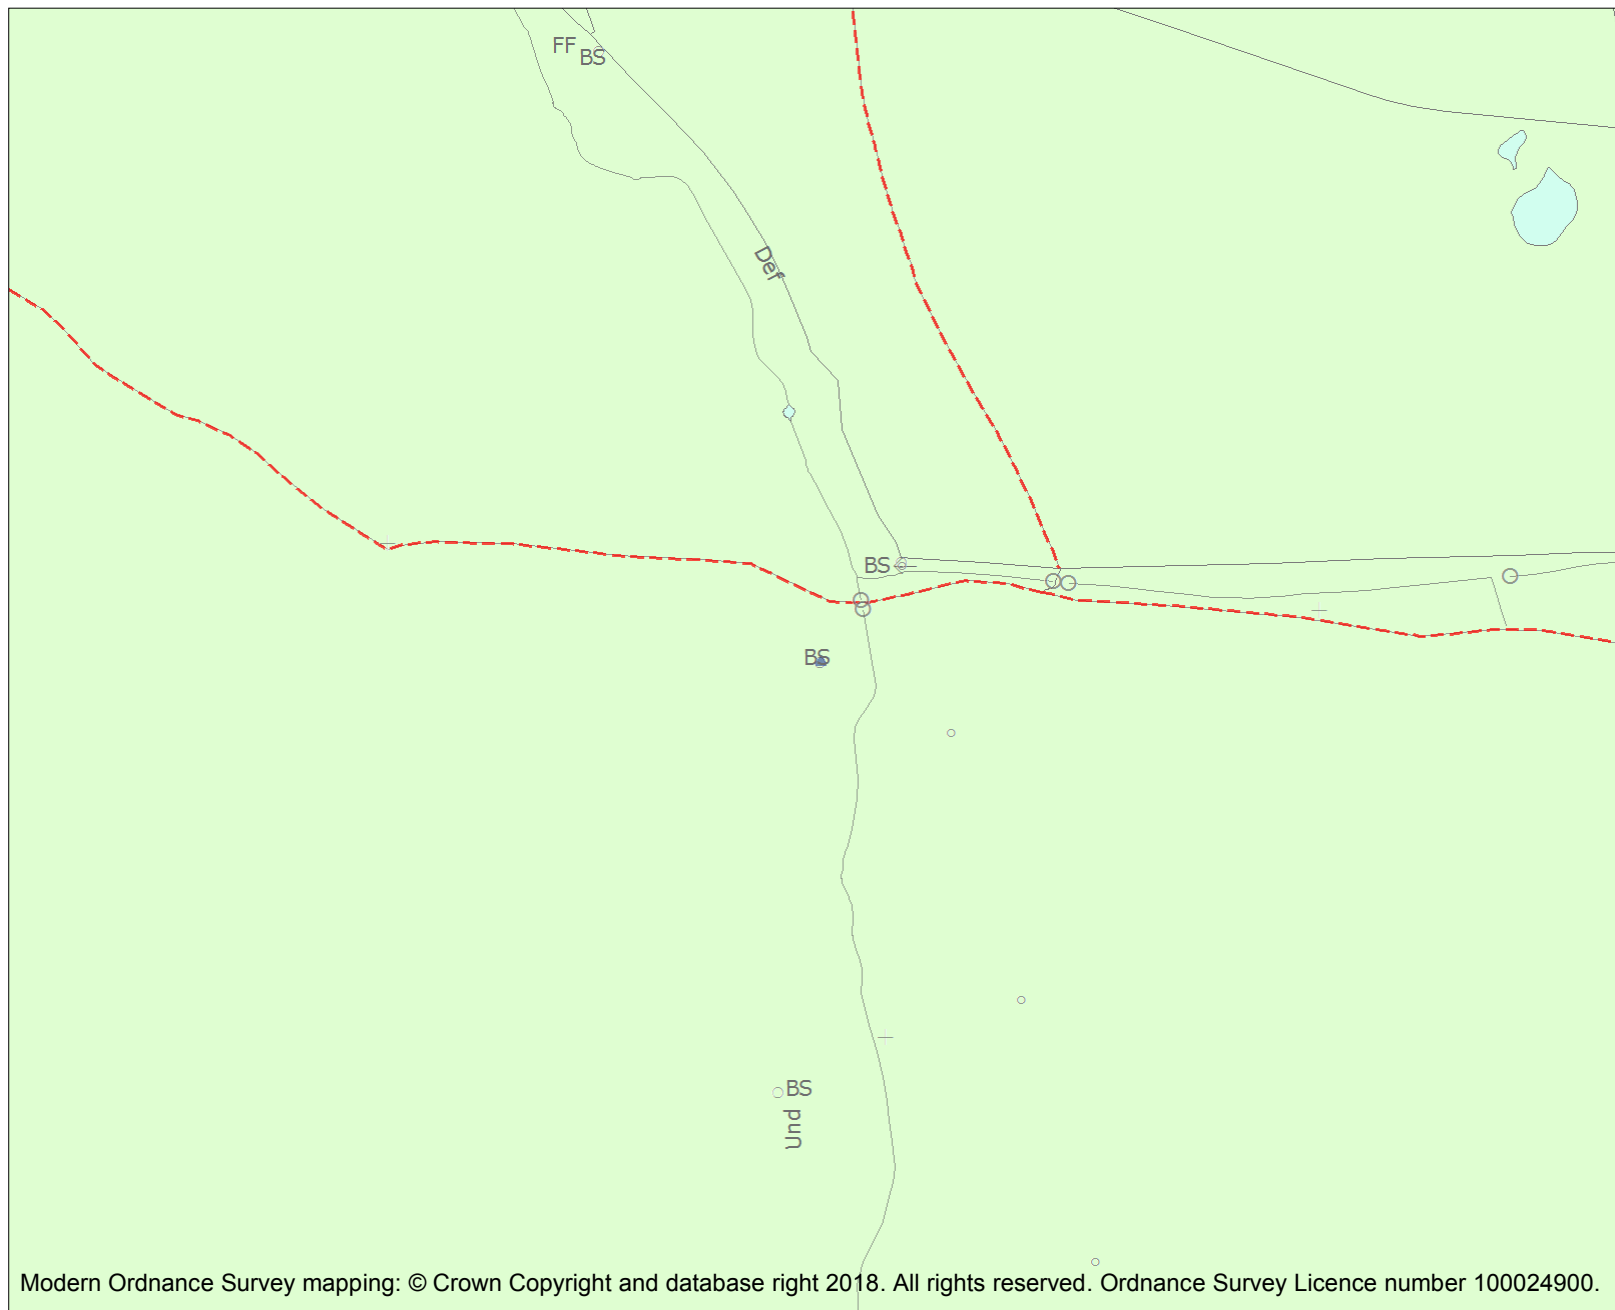 FF
BS
Def
BS
BS
BS
Und
Modern Ordnance Survey mapping: © Crown Copyright and database right 2018. All rights reserved. Ordnance Survey Licence number 100024900.